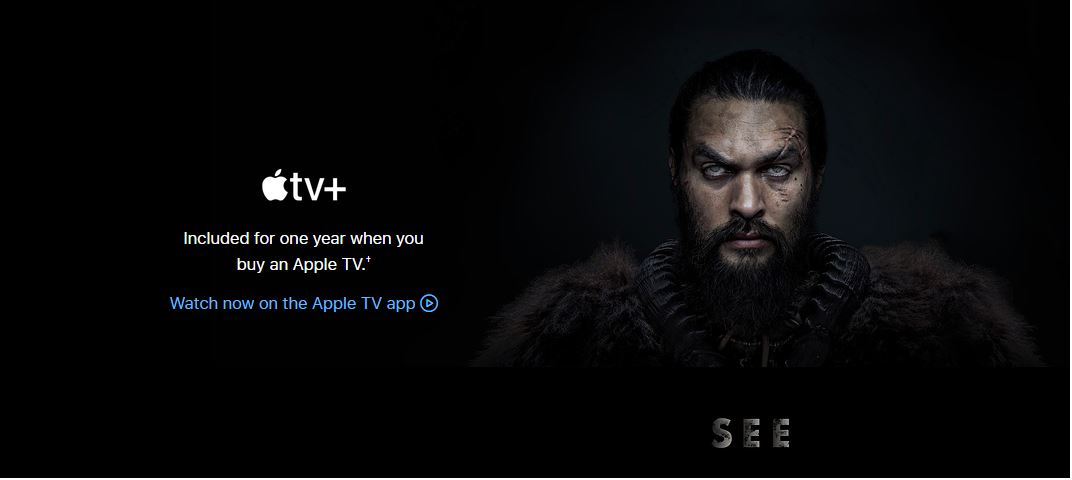 tv+
Included for one year when you
buy an Apple TV.†
Watch now on the Apple TV app
SEE